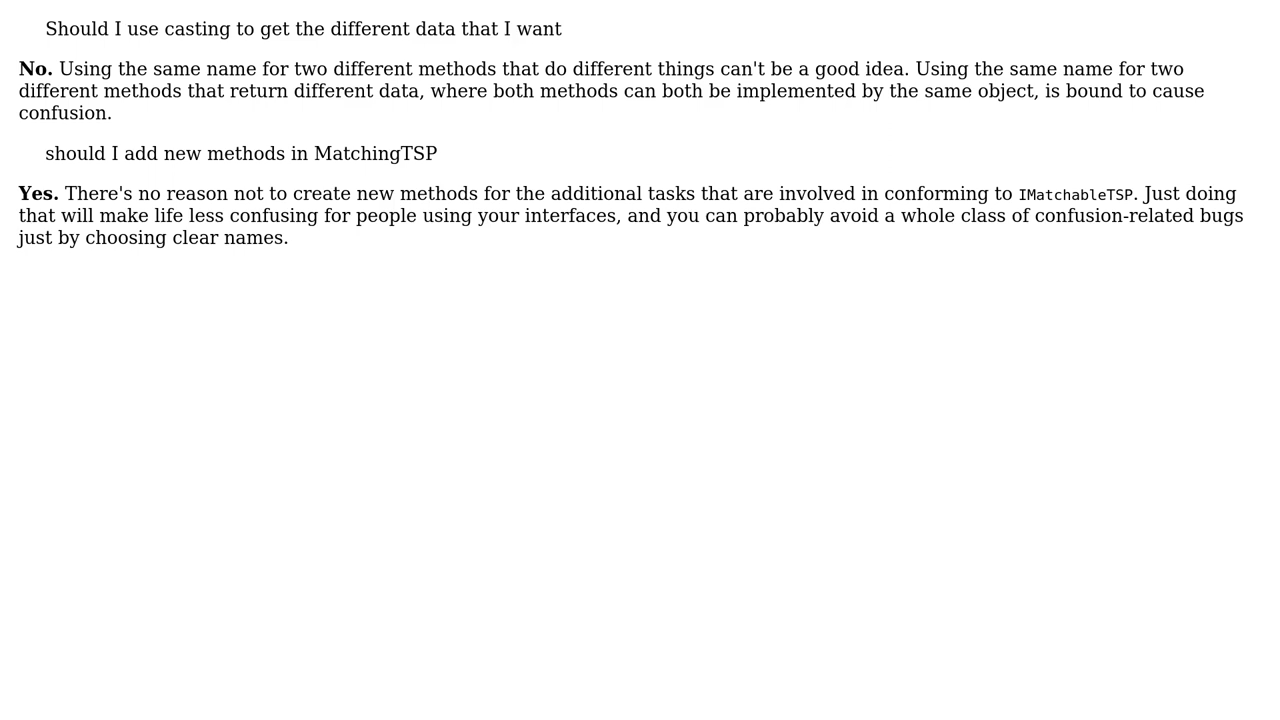 Should I use casting to get the different data that I want
No. Using the same name for two different methods that do different things can't be a good idea. Using the same name for two
different methods that return different data, where both methods can both be implemented by the same object, is bound to cause
confusion.
should I add new methods in MatchingTSP
Yes. There's no reason not to create new methods for the additional tasks that are involved in conforming to IMatchableTSP. Just doing
that will make life less confusing for people using your interfaces, and you can probably avoid a whole class of confusion-related bugs
just by choosing clear names.